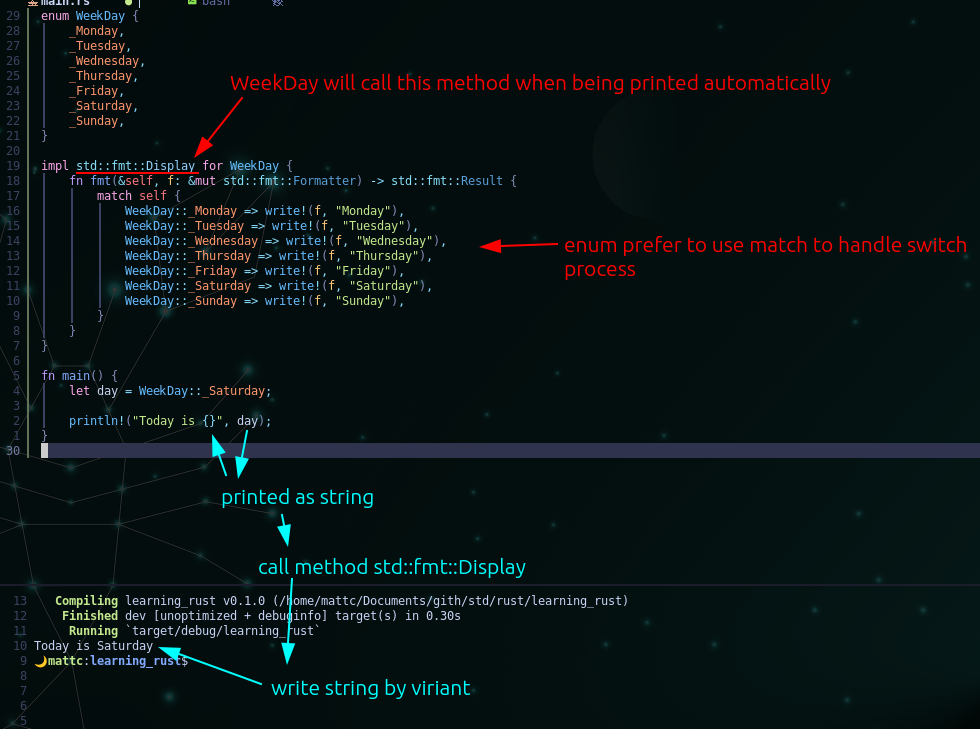 main.rs bash
29 enum WeekDay {
28 _Monday,
27 _Tuesday,
26 _Wednesday,
25 _Thursday,
24 _Friday,
23 _Saturday,
22 _Sunday,
21 }
20
WeekDay will call this method when being printed automatically
19 impl std::fmt::Display for WeekDay {
18 fn fmt(&self, f: &mut std::fmt::Formatter) -> std::fmt::Result {
17 match self {
16 WeekDay::_Monday => write!(f, "Monday"),
15 WeekDay::_Tuesday => write!(f, "Tuesday"),
14 WeekDay::_Wednesday => write!(f, "Wednesday"),
13 WeekDay::_Thursday => write!(f, "Thursday"),
12 WeekDay::_Friday => write!(f, "Friday"),
11 WeekDay::_Saturday => write!(f, "Saturday"),
10 WeekDay::_Sunday => write!(f, "Sunday"),
9 }
8 }
7 }
enum prefer to use match to handle switch
process
6
5 fn main() {
4 let day = WeekDay::_Saturday;
3
2 println!("Today is {}", day);
1 }
30
printed as string
call method std::fmt::Display
13 Compiling learning_rust v0.1.0 (/home/mattc/Documents/gith/std/rust/learning_rust)
12 Finished dev [unoptimized + debuginfo] target(s) in 0.30s
11 Running `target/debug/learning_rust`
10 Today is Saturday
9 🌙mattc:learning_rust$
8
7
6
5
write string by viriant